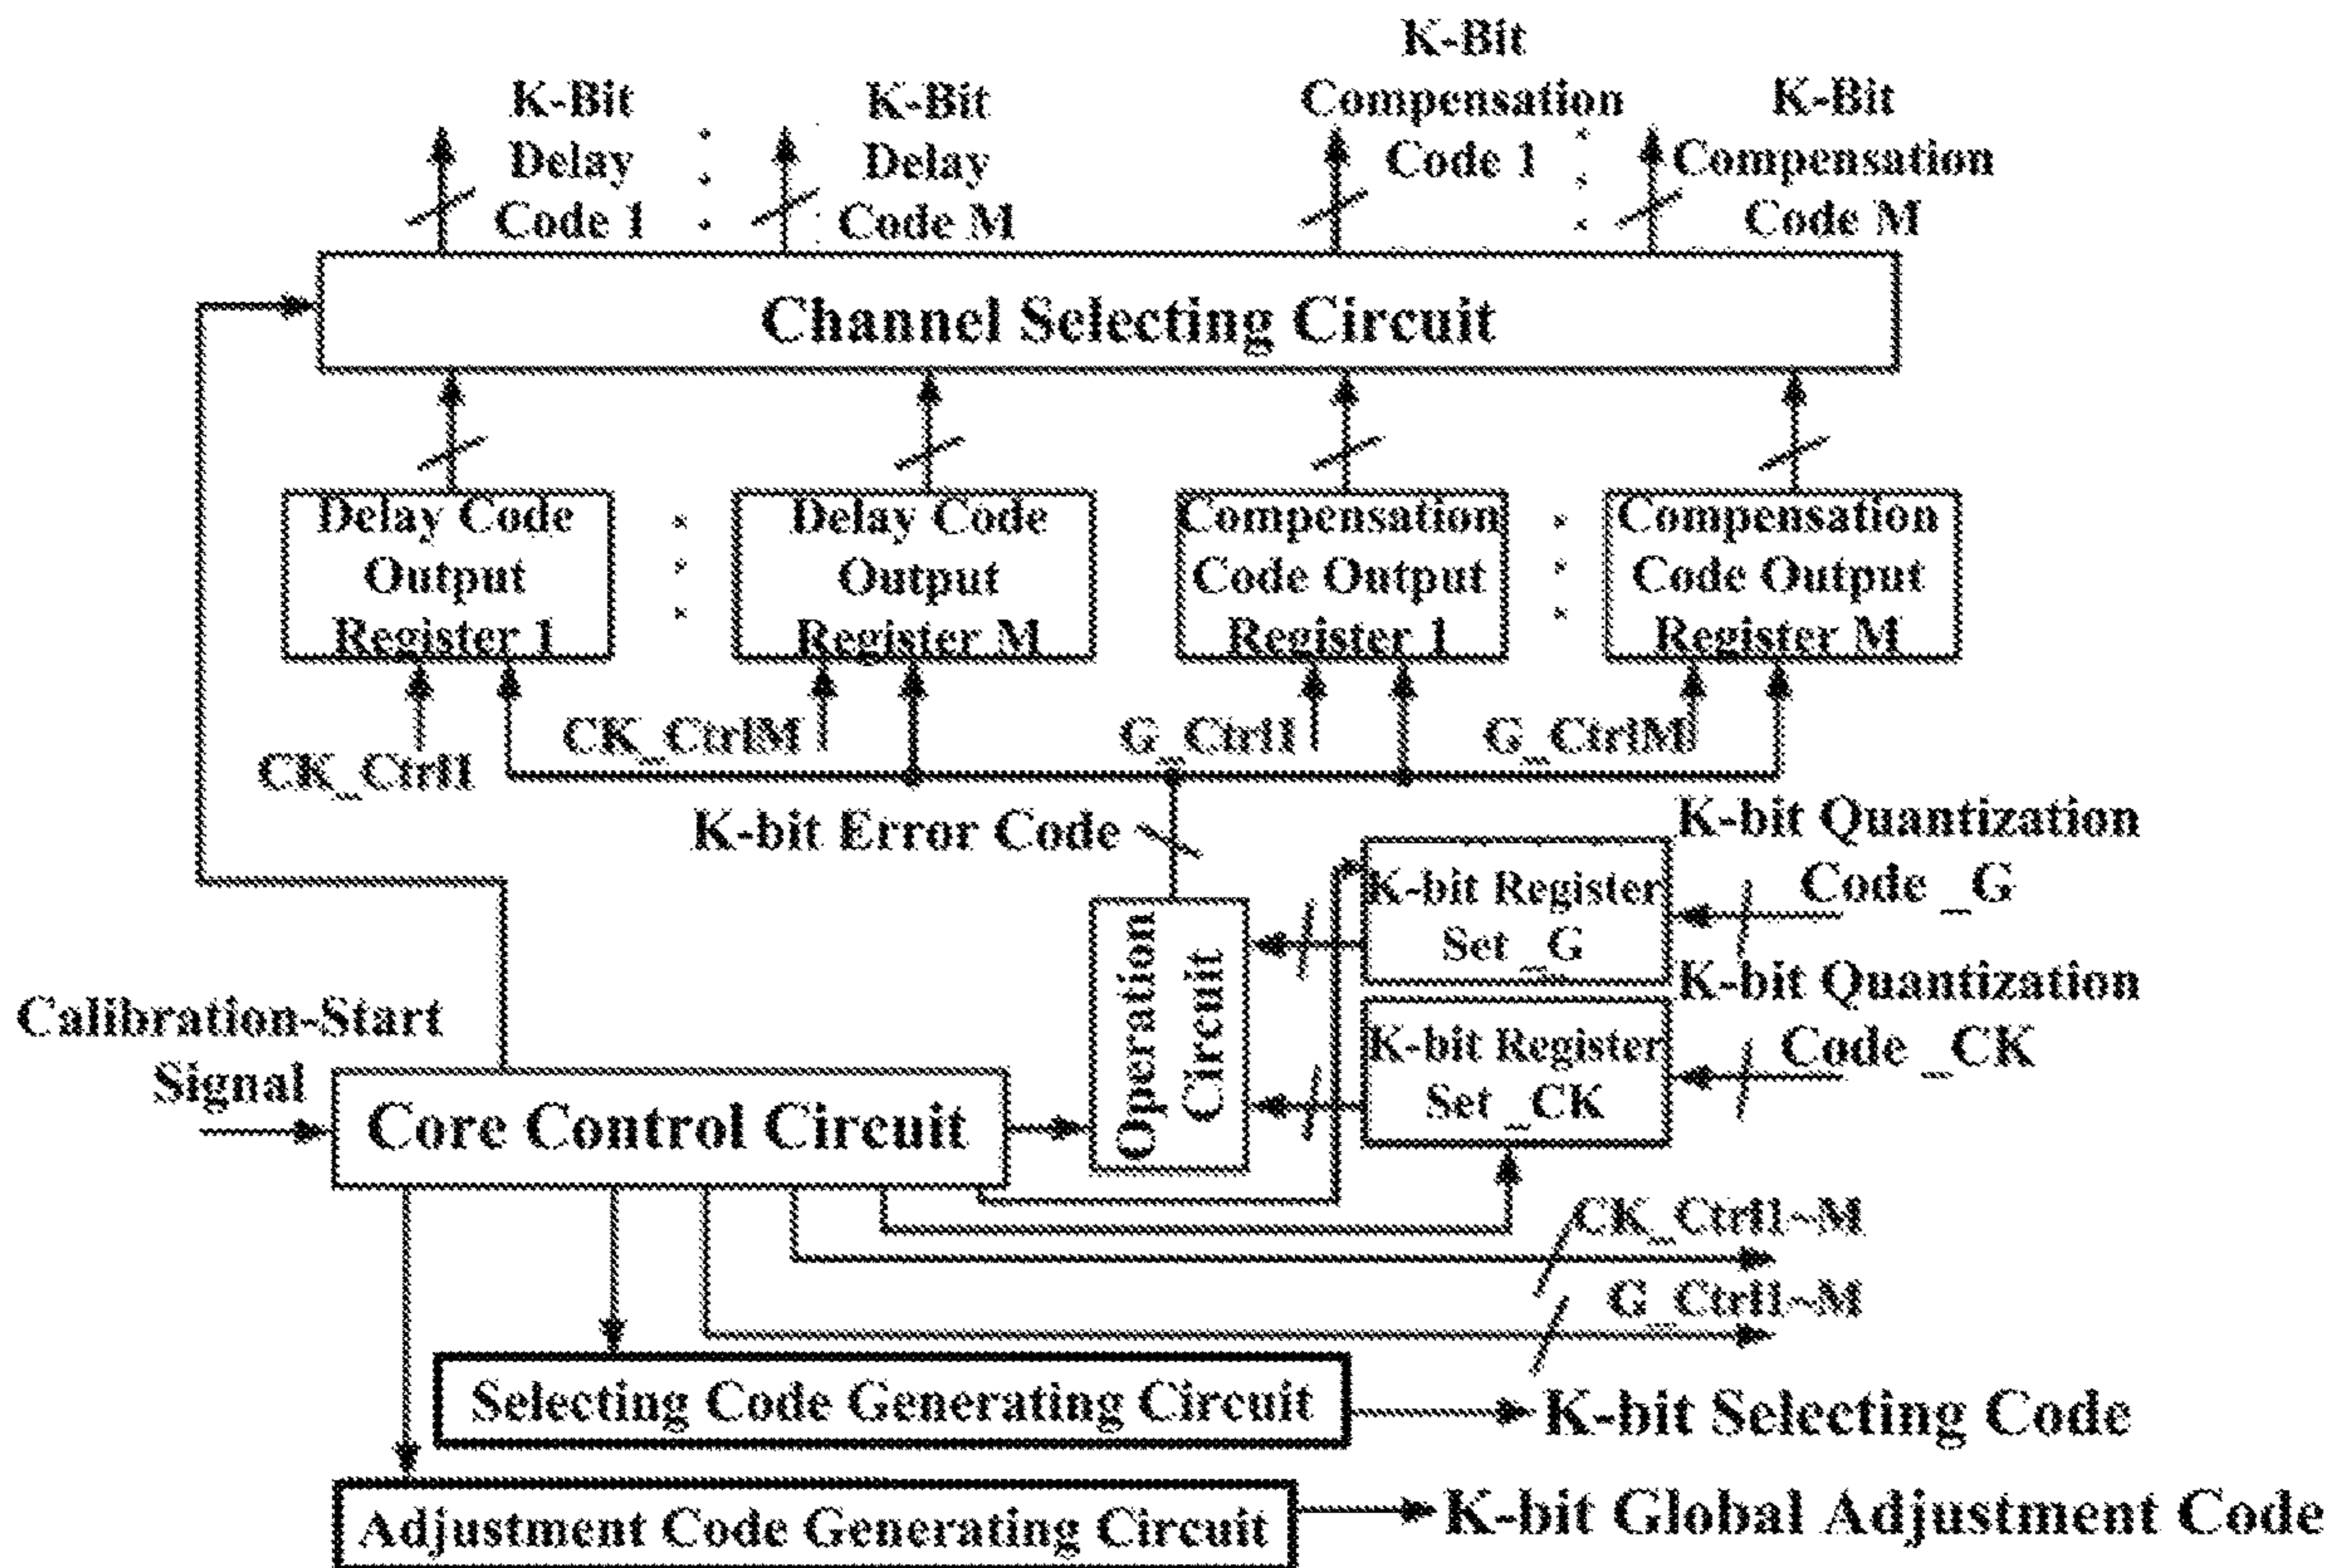 K-Bit
Delay
Code 1
K-Bit
Delay
Code M
K-Bit
Compensation
Code 1
K-Bit
Compensation
Code M
Channel Selecting Circuit
Delay Code
Output
Register 1
Delay Code
Output
Register M
Compensation
Code Output
Register 1
Compensation
Code Output
Register M
CK_Ctrl1
CK_CtrlM
G_Ctrl1
G_CtrlM
K-bit Error Code
K-bit Register
Set _G
K-bit Quantization
Code _G
K-bit Register
Set _CK
K-bit Quantization
Code _CK
Operation
Circuit
Calibration-Start
Signal
Core Control Circuit
CK_Ctrl1~M
G_Ctrl1~M
Selecting Code Generating Circuit
K-bit Selecting Code
Adjustment Code Generating Circuit
K-bit Global Adjustment Code